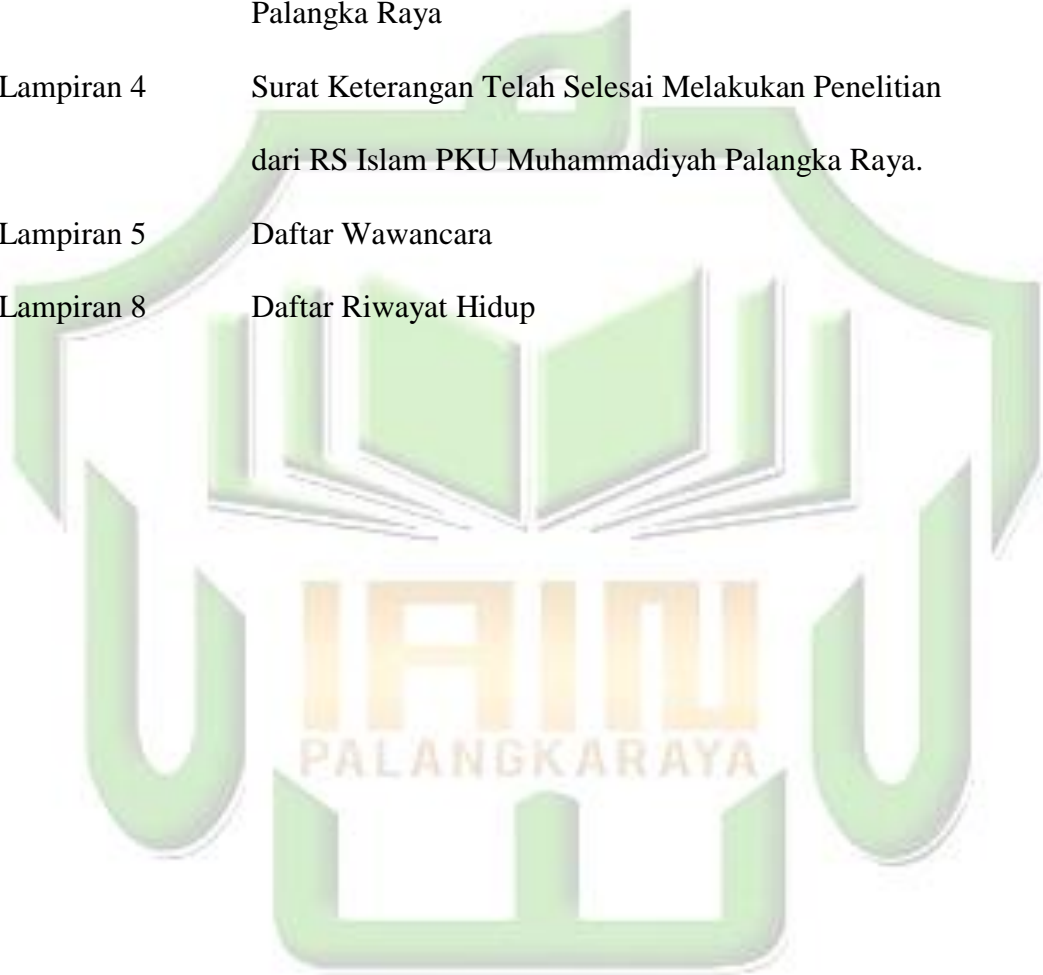 Palangka Raya
Lampiran 4 Surat Keterangan Telah Selesai Melakukan Penelitian
dari RS Islam PKU Muhammadiyah Palangka Raya.
Lampiran 5 Daftar Wawancara
Lampiran 8 Daftar Riwayat Hidup
IAIN
PALANGKARAYA